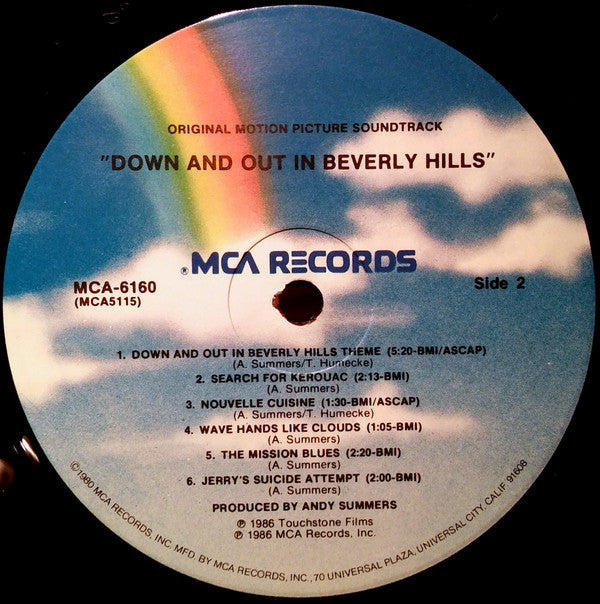 ORIGINAL MOTION PICTURE SOUNDTRACK
"DOWN AND OUT IN BEVERLY HILLS"
® MCA RECORDS
MCA-6160
(MCA5115)
Side 2
1. DOWN AND OUT IN BEVERLY HILLS THEME (5:20-BMI/ASCAP)
(A. Summers/T. Humecke)
2. SEARCH FOR KEROUAC (2:13-BMI)
(A. Summers)
3. NOUVELLE CUISINE (1:30-BMI/ASCAP)
(A. Summers/T. Humecke)
4. WAVE HANDS LIKE CLOUDS (1:05-BMI)
(A. Summers)
5. THE MISSION BLUES (2:20-BMI)
(A. Summers)
6. JERRY'S SUICIDE ATTEMPT (2:00-BMI)
(A. Summers)
PRODUCED BY ANDY SUMMERS
℗ 1986 Touchstone Films
℗ 1986 MCA Records, Inc.
©1980 MCA RECORDS, INC. MFD. BY MCA RECORDS, INC., 70 UNIVERSAL PLAZA, UNIVERSAL CITY, CALIF. 91608